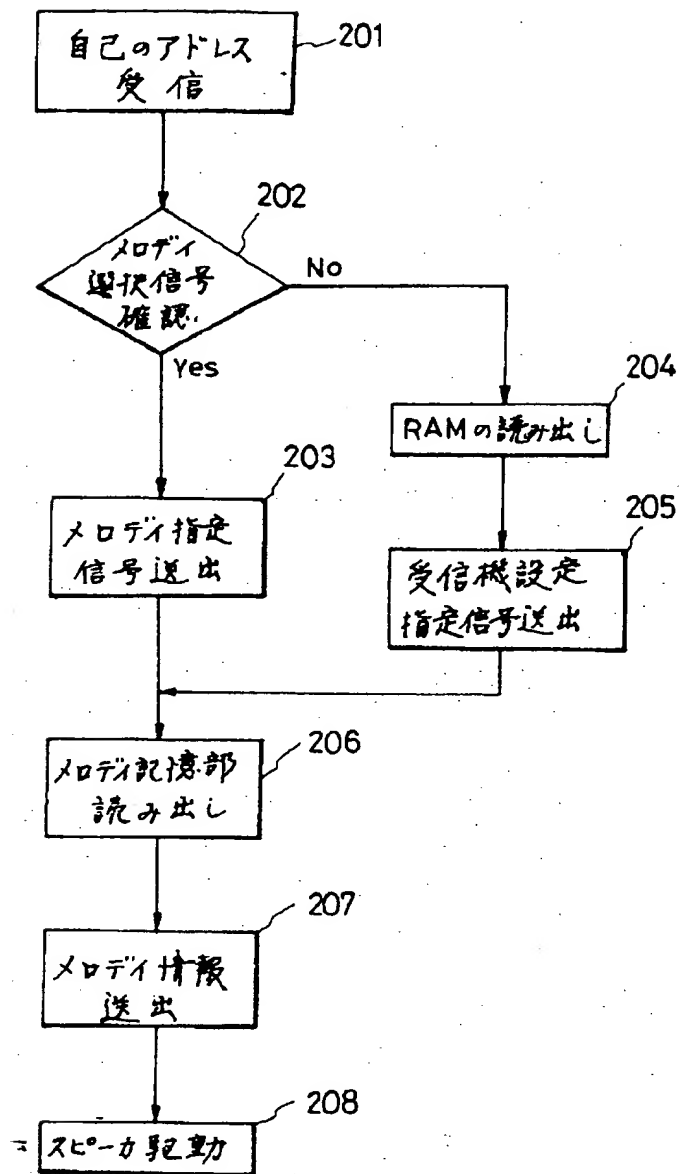 自己のアドレス
受信
201
202
メロディ
選択信号
確認
No
Yes
204
RAMの読み出し
203
メロディ指定
信号送出
205
受信機設定
指定信号送出
206
メロディ記憶部
読み出し
207
メロディ情報
送出
208
スピーカ駆動